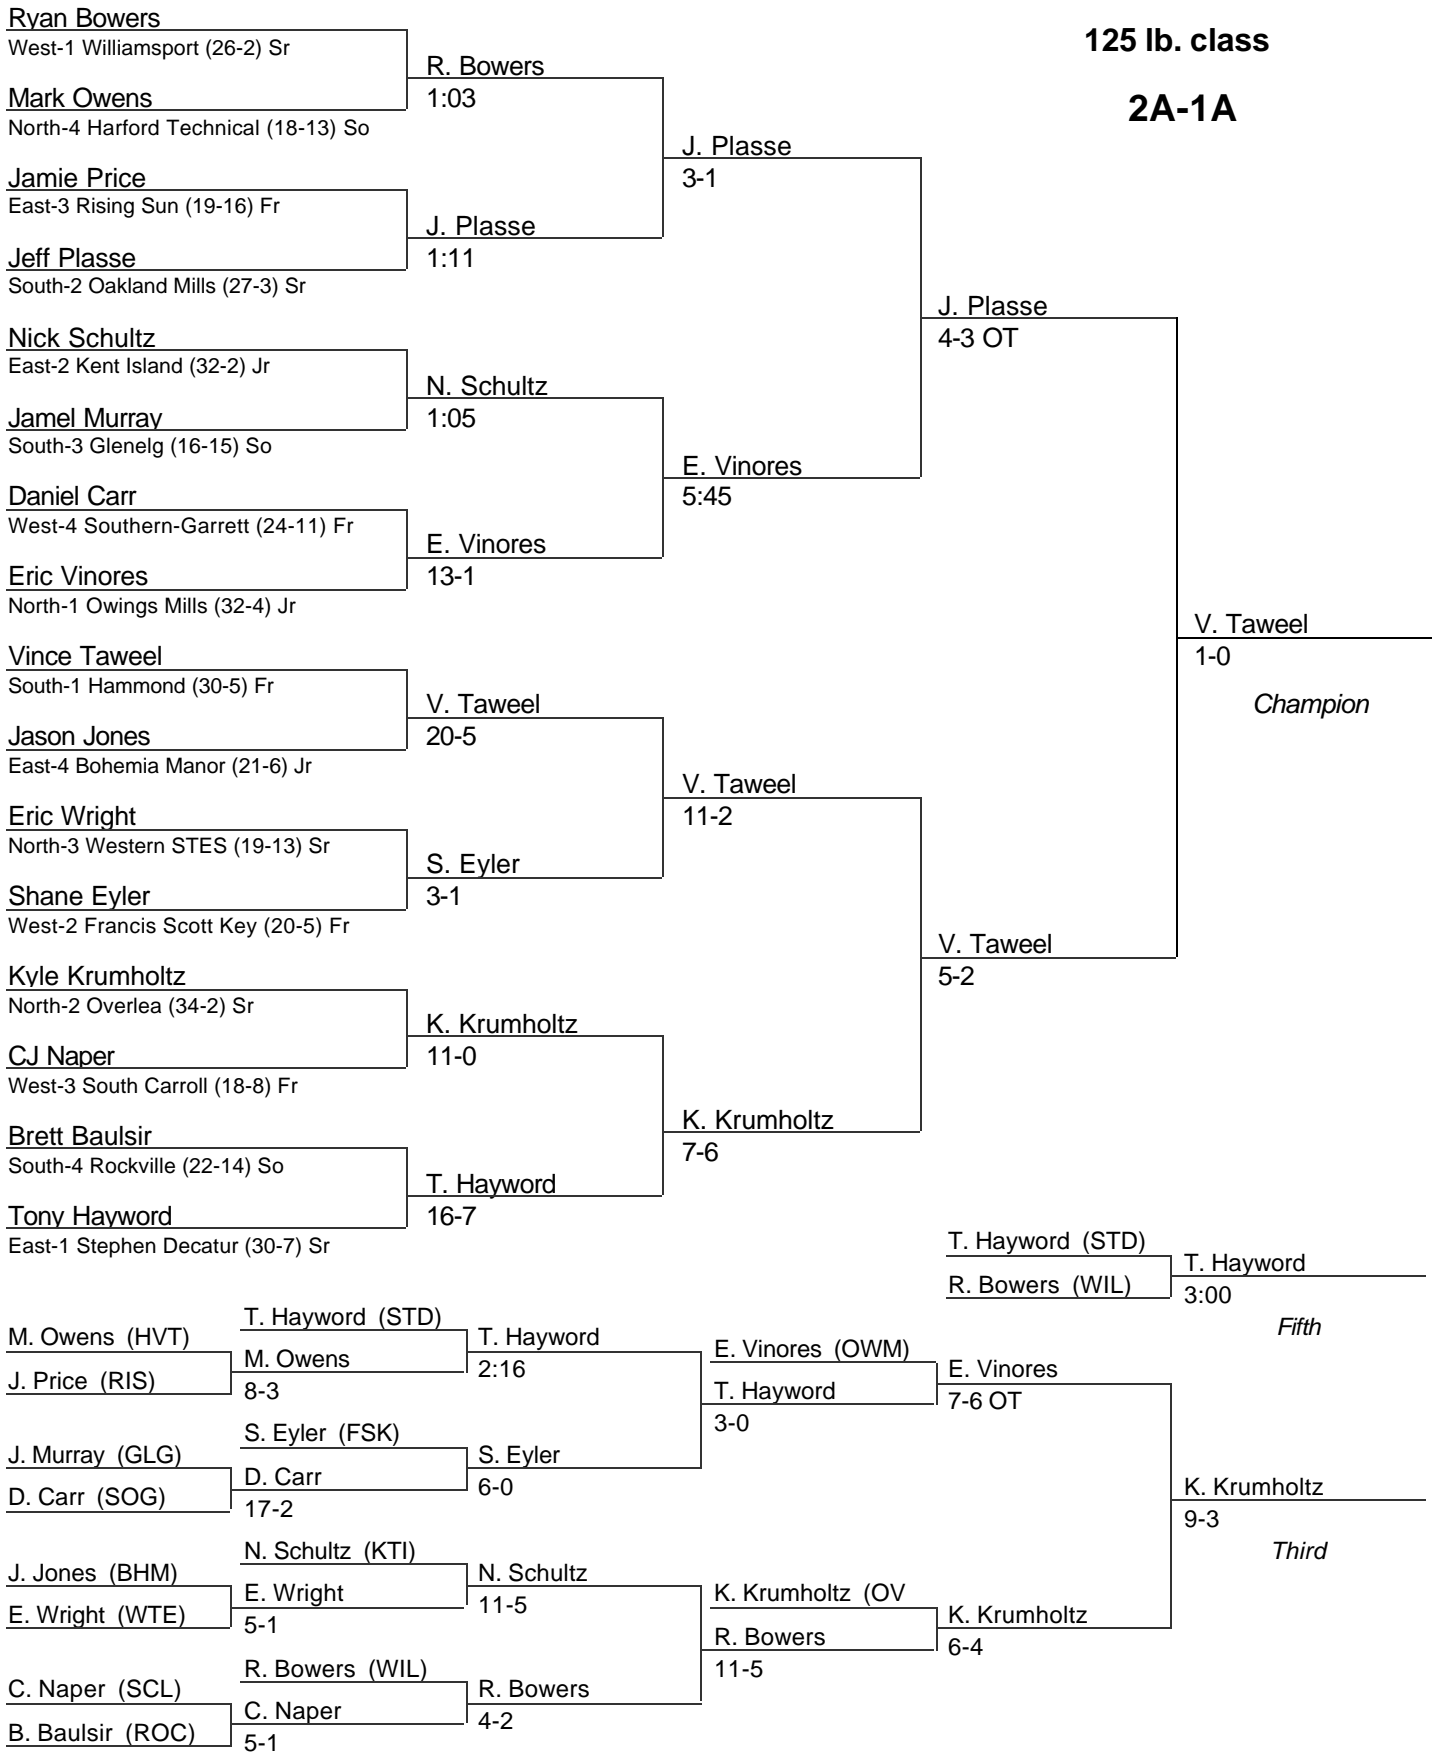 Ryan Bowers
West-1 Williamsport (26-2) Sr
125 lb. class
R. Bowers
1:03
Mark Owens
North-4 Harford Technical (18-13) So
2A-1A
J. Plasse
3-1
Jamie Price
East-3 Rising Sun (19-16) Fr
J. Plasse
1:11
Jeff Plasse
South-2 Oakland Mills (27-3) Sr
J. Plasse
4-3 OT
Nick Schultz
East-2 Kent Island (32-2) Jr
N. Schultz
1:05
Jamel Murray
South-3 Glenelg (16-15) So
E. Vinores
5:45
Daniel Carr
West-4 Southern-Garrett (24-11) Fr
E. Vinores
13-1
Eric Vinores
North-1 Owings Mills (32-4) Jr
V. Taweel
1-0
Champion
Vince Taweel
South-1 Hammond (30-5) Fr
V. Taweel
20-5
Jason Jones
East-4 Bohemia Manor (21-6) Jr
V. Taweel
11-2
Eric Wright
North-3 Western STES (19-13) Sr
S. Eyler
3-1
Shane Eyler
West-2 Francis Scott Key (20-5) Fr
V. Taweel
5-2
Kyle Krumholtz
North-2 Overlea (34-2) Sr
K. Krumholtz
11-0
CJ Naper
West-3 South Carroll (18-8) Fr
K. Krumholtz
7-6
Brett Baulsir
South-4 Rockville (22-14) So
T. Hayword
16-7
Tony Hayword
East-1 Stephen Decatur (30-7) Sr
T. Hayword (STD)
R. Bowers (WIL)
T. Hayword
3:00
Fifth
M. Owens (HVT)
J. Price (RIS)
T. Hayword (STD)
M. Owens
8-3
T. Hayword
2:16
E. Vinores (OWM)
T. Hayword
3-0
E. Vinores
7-6 OT
J. Murray (GLG)
D. Carr (SOG)
S. Eyler (FSK)
D. Carr
17-2
S. Eyler
6-0
K. Krumholtz
9-3
Third
J. Jones (BHM)
E. Wright (WTE)
N. Schultz (KTI)
E. Wright
5-1
N. Schultz
11-5
K. Krumholtz (OV
R. Bowers
11-5
K. Krumholtz
6-4
C. Naper (SCL)
B. Baulsir (ROC)
R. Bowers (WIL)
C. Naper
5-1
R. Bowers
4-2